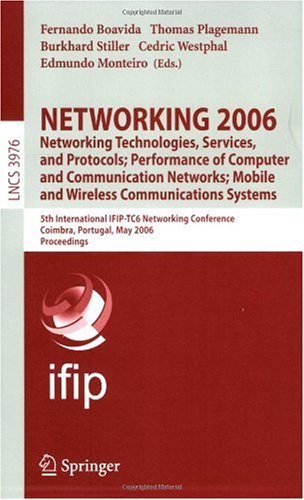 Fernando Boavida Thomas Plagemann
Burkhard Stiller Cedric Westphal
Edmundo Monteiro (Eds.)
LNCS 3976
NETWORKING 2006
Networking Technologies, Services,
and Protocols; Performance of Computer
and Communication Networks; Mobile
and Wireless Communications Systems
5th International IFIP-TC6 Networking Conference
Coimbra, Portugal, May 2006
Proceedings
ifip
Springer